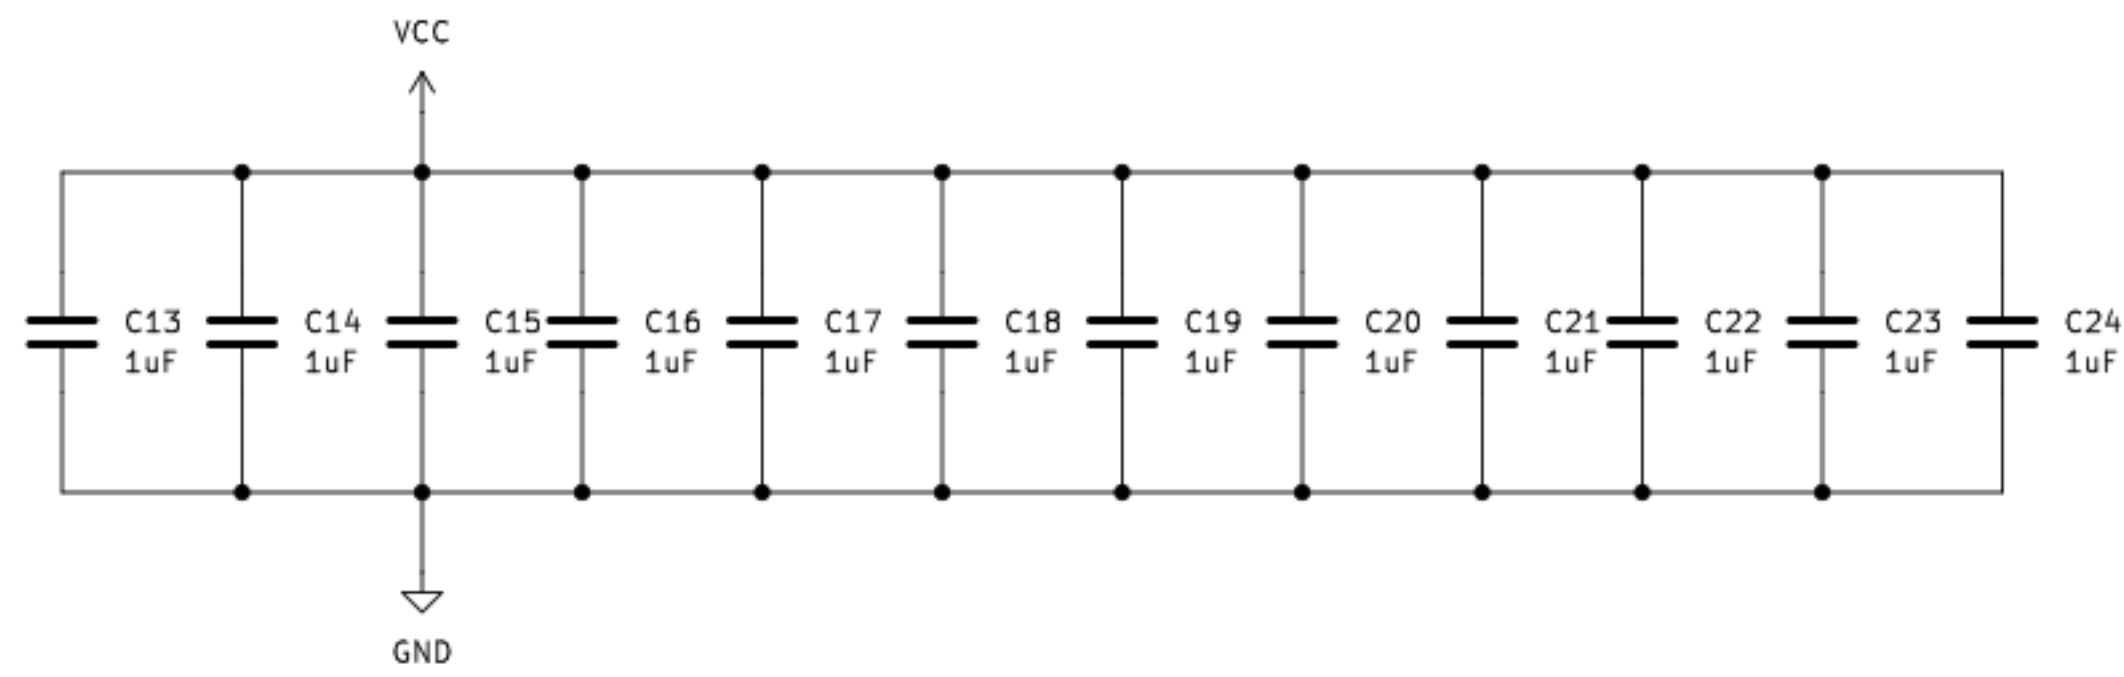 VCC
C13 C14 C15 C16 C17 C18 C19 C20 C21 C22 C23 C24
1uF 1uF 1uF 1uF 1uF 1uF 1uF 1uF 1uF 1uF 1uF 1uF
GND